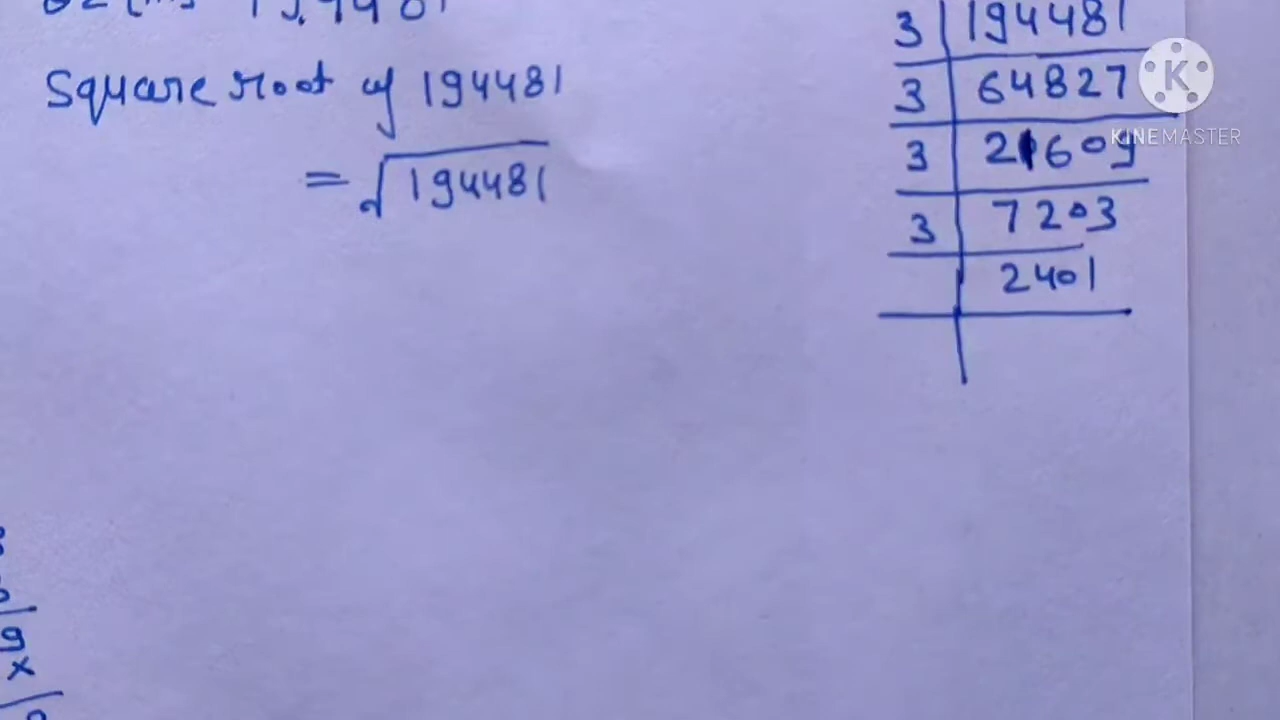 Square root of 194481
= √194481
3 | 194481
3 | 64827
3 | 21609
3 | 7203
2401
KINEMASTER